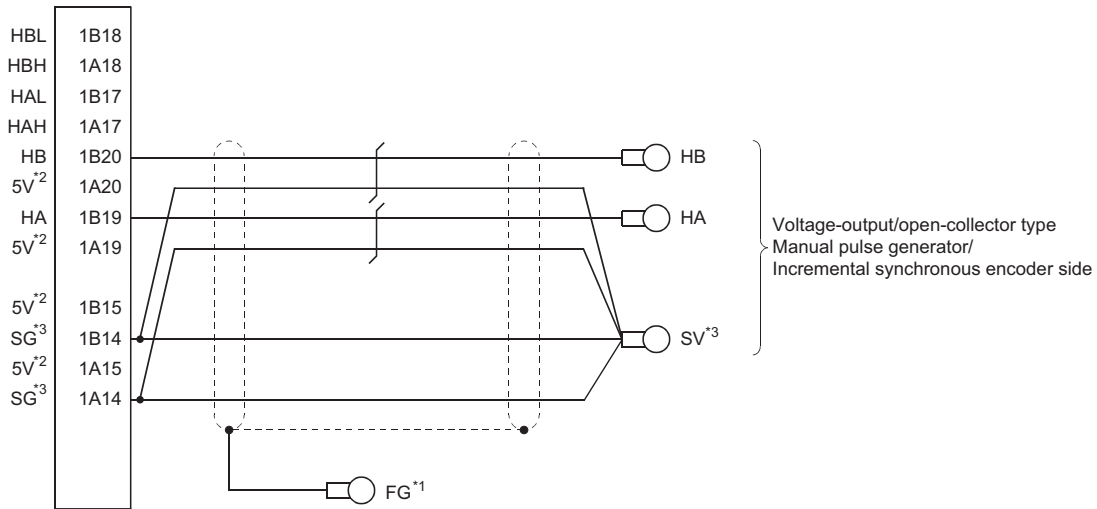 HBL 1B18
HBH 1A18
HAL 1B17
HAH 1A17
HB 1B20 HB
5V*2 1A20
HA 1B19 HA
5V*2 1A19
Voltage-output/open-collector type
Manual pulse generator/
Incremental synchronous encoder side
5V*2 1B15
SG*3 1B14 SV*3
5V*2 1A15
SG*3 1A14
FG*1